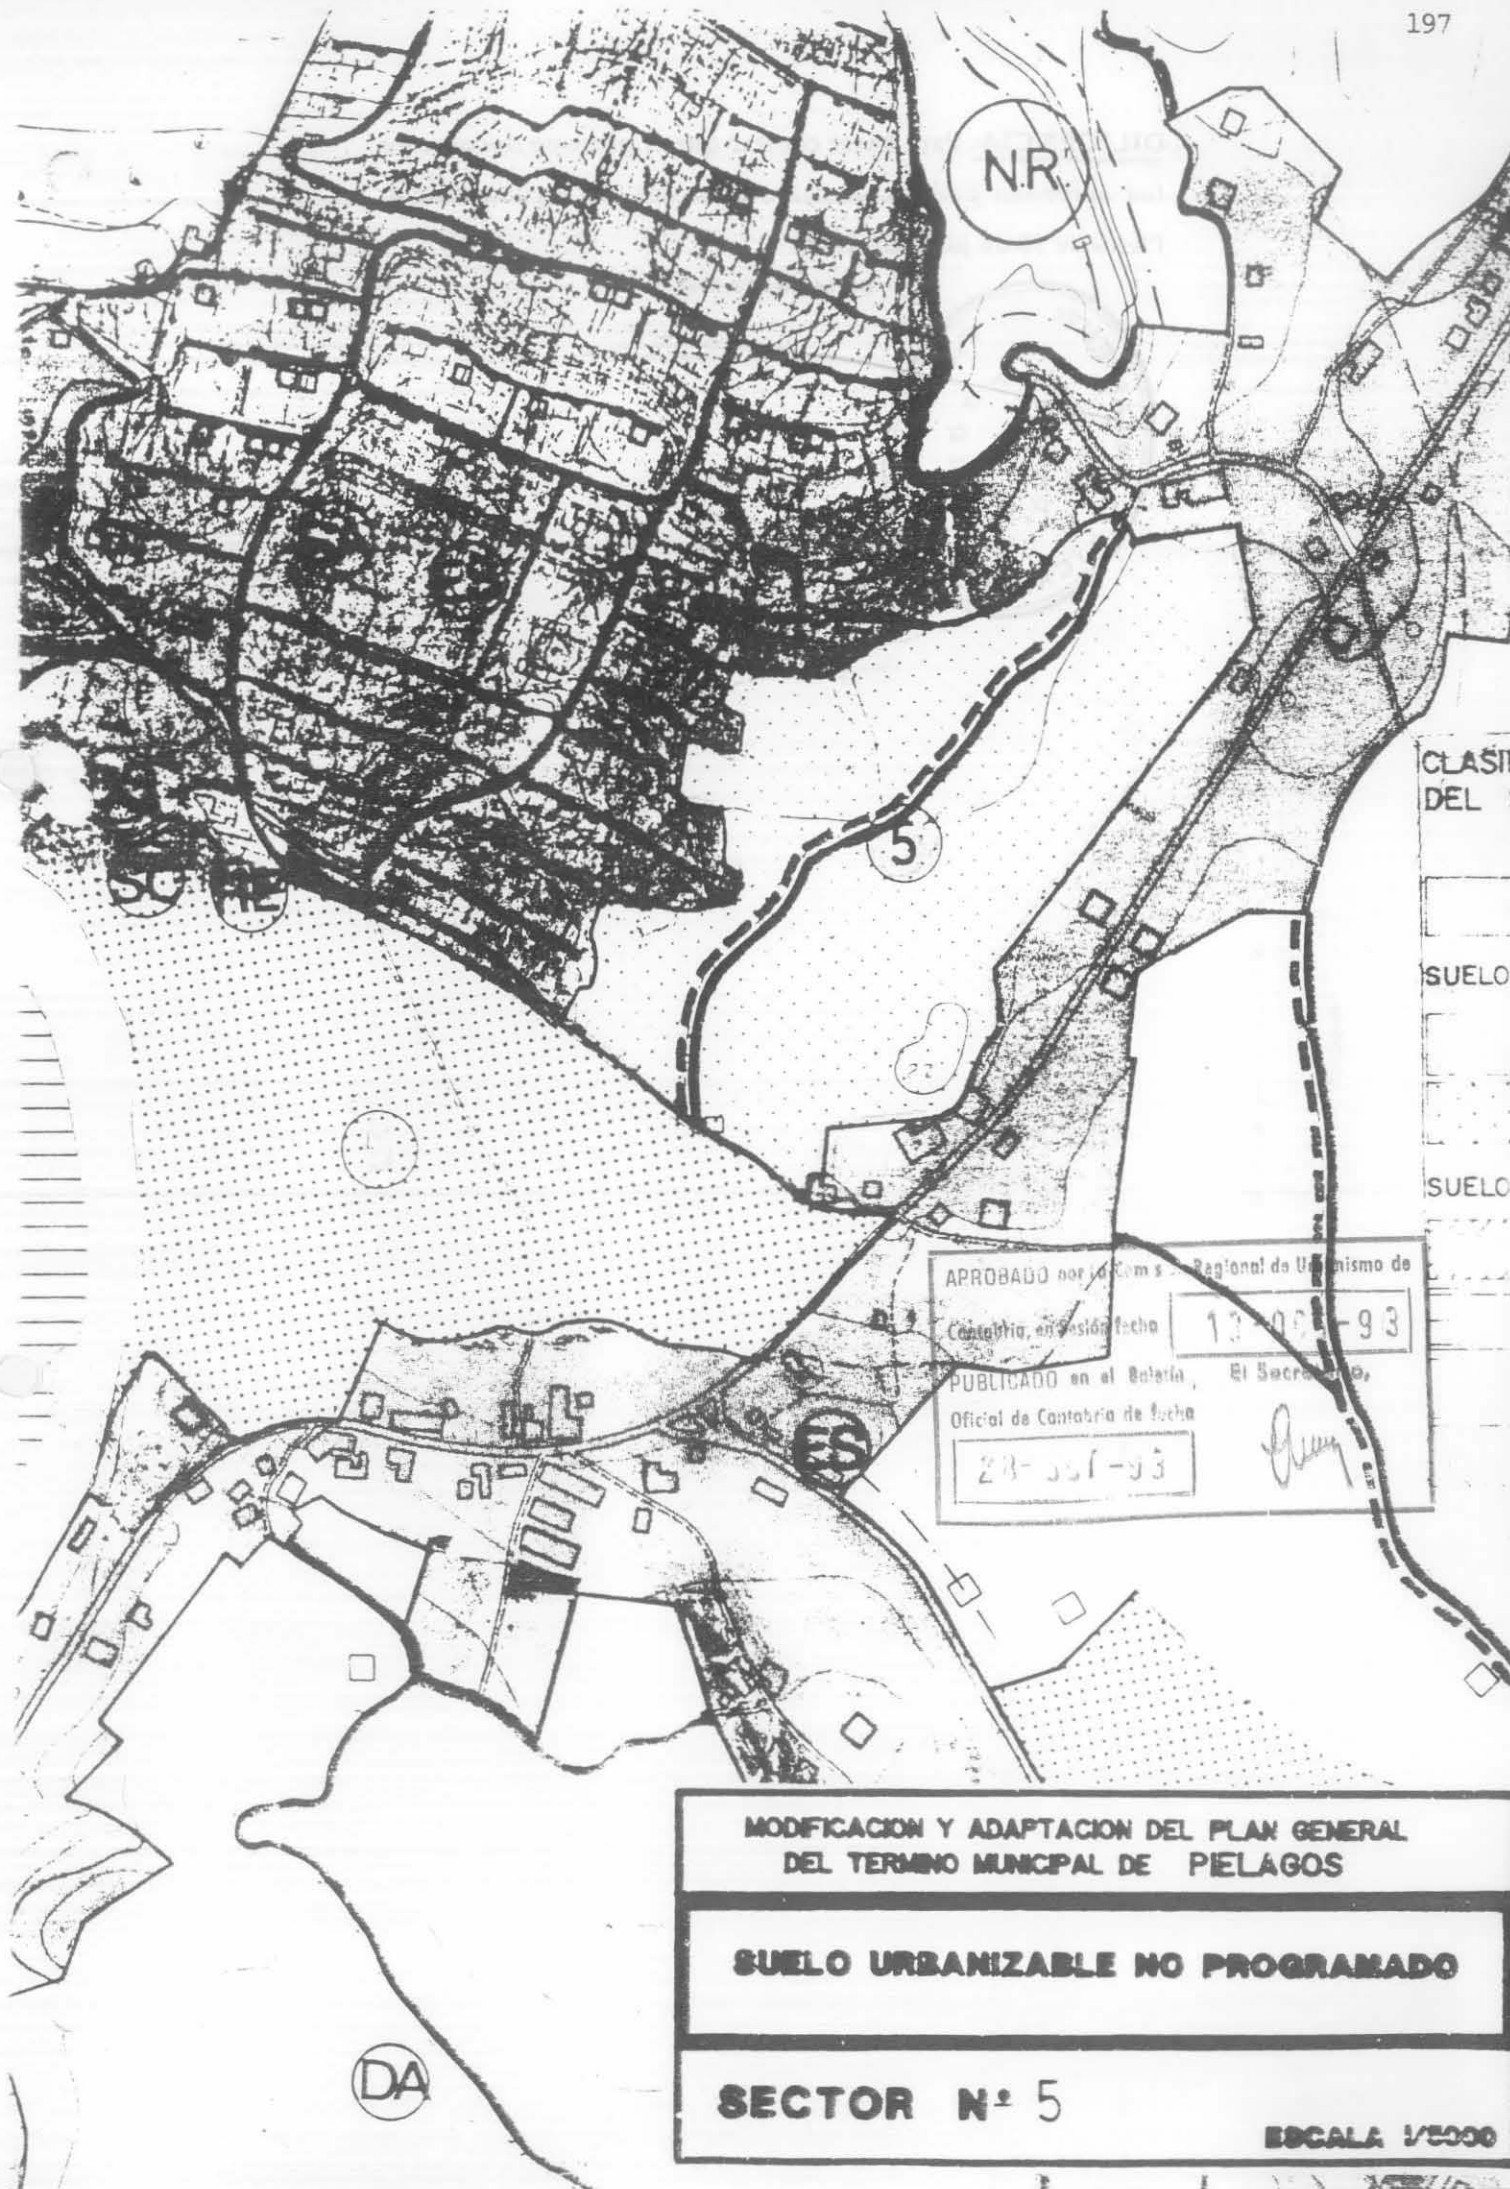 197
N.R.
CLASI
DEL
5
SUELO
SUELO
APROBADO por la Regional de Urbanismo de
Cantabria, en Sesión fecha 93
PUBLICADO en el Boletín, El Secretario,
Oficial de Cantabria de fecha
ES
MODIFICACION Y ADAPTACION DEL PLAN GENERAL
DEL TERMINO MUNICIPAL DE PIELAGOS
SUELO URBANIZABLE NO PROGRAMADO
DA
SECTOR Nº 5
ESCALA 1/5000